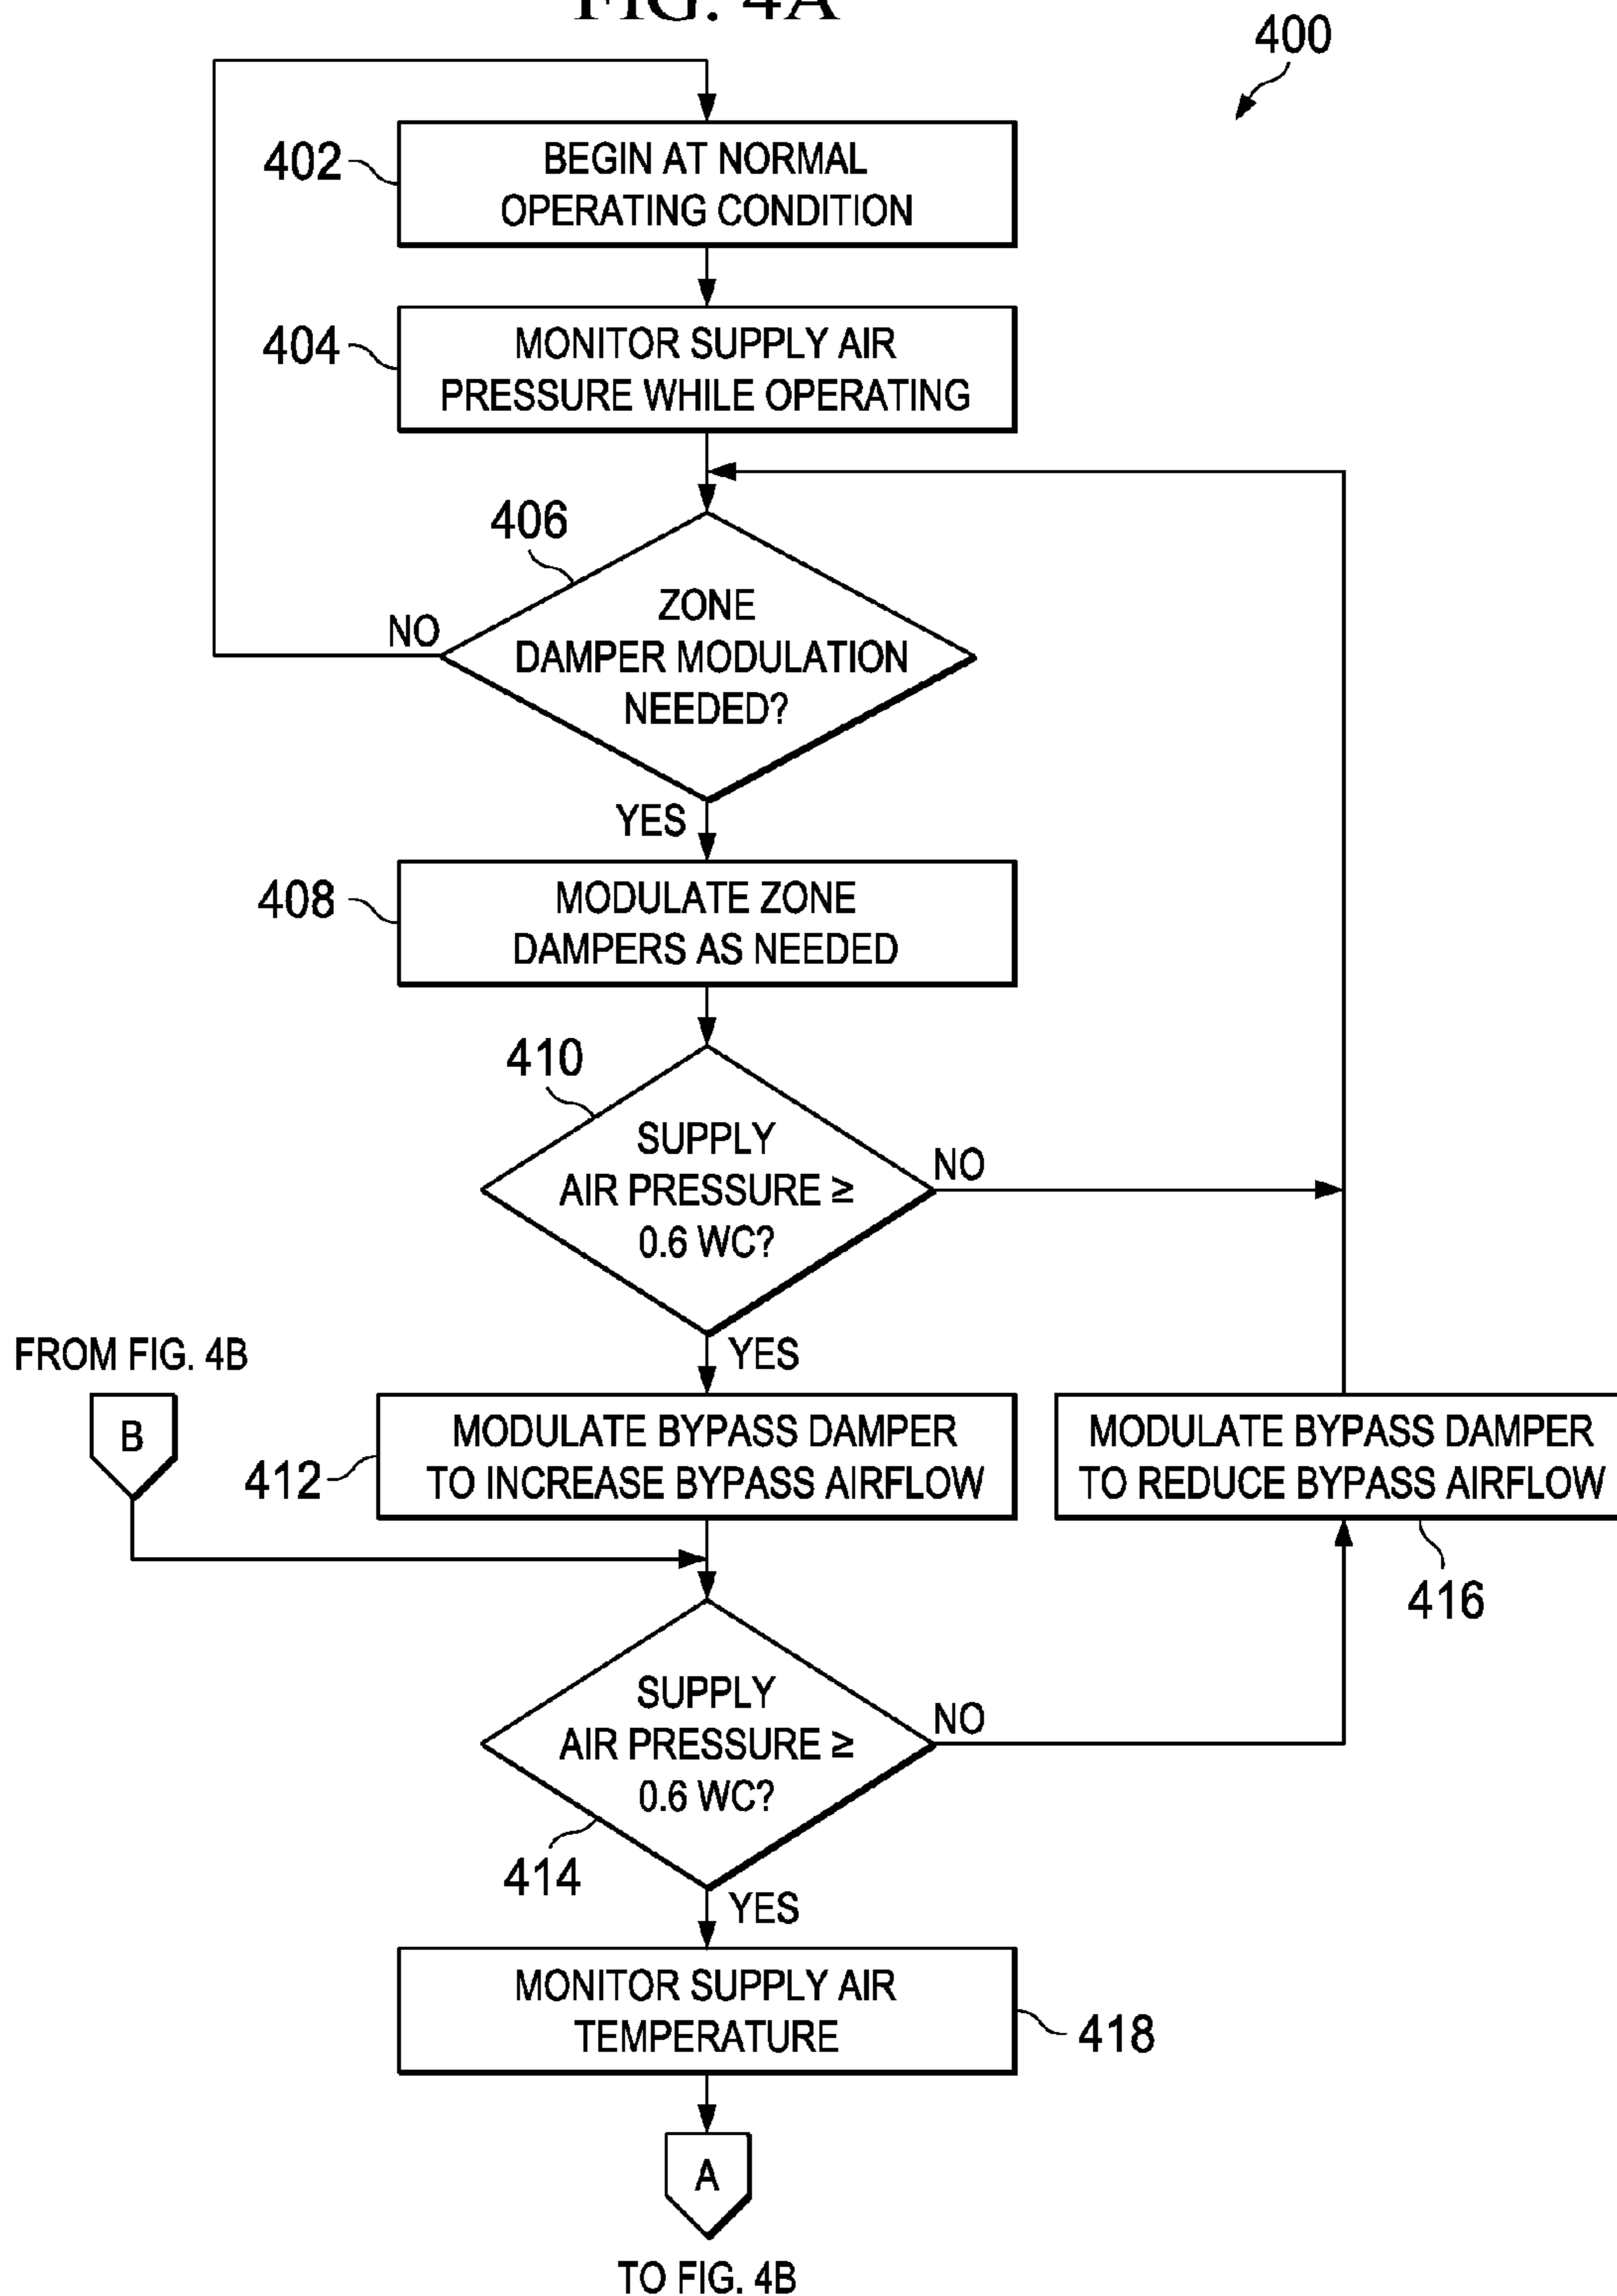 FIG. 4A
400
402
BEGIN AT NORMAL
OPERATING CONDITION
404
MONITOR SUPPLY AIR
PRESSURE WHILE OPERATING
406
NO
ZONE
DAMPER MODULATION
NEEDED?
YES
408
MODULATE ZONE
DAMPERS AS NEEDED
410
SUPPLY
AIR PRESSURE ≥
0.6 WC?
NO
YES
FROM FIG. 4B
B
412
MODULATE BYPASS DAMPER
TO INCREASE BYPASS AIRFLOW
MODULATE BYPASS DAMPER
TO REDUCE BYPASS AIRFLOW
416
SUPPLY
AIR PRESSURE ≥
0.6 WC?
NO
414
YES
MONITOR SUPPLY AIR
TEMPERATURE
418
A
TO FIG. 4B